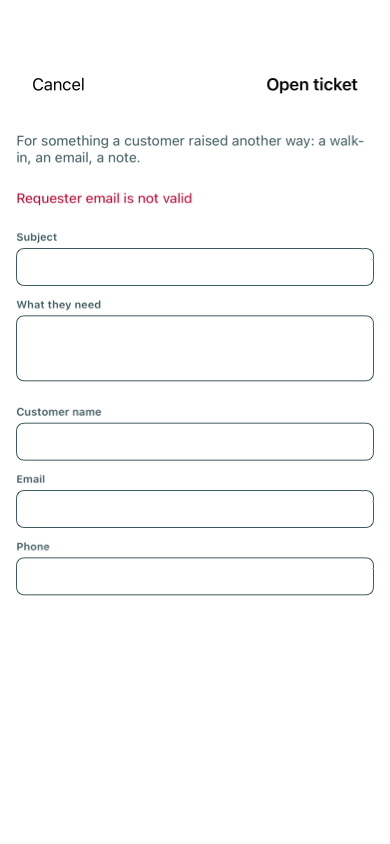 Cancel
Open ticket
For something a customer raised another way: a walk-
in, an email, a note.
Requester email is not valid
Subject
What they need
Customer name
Email
Phone